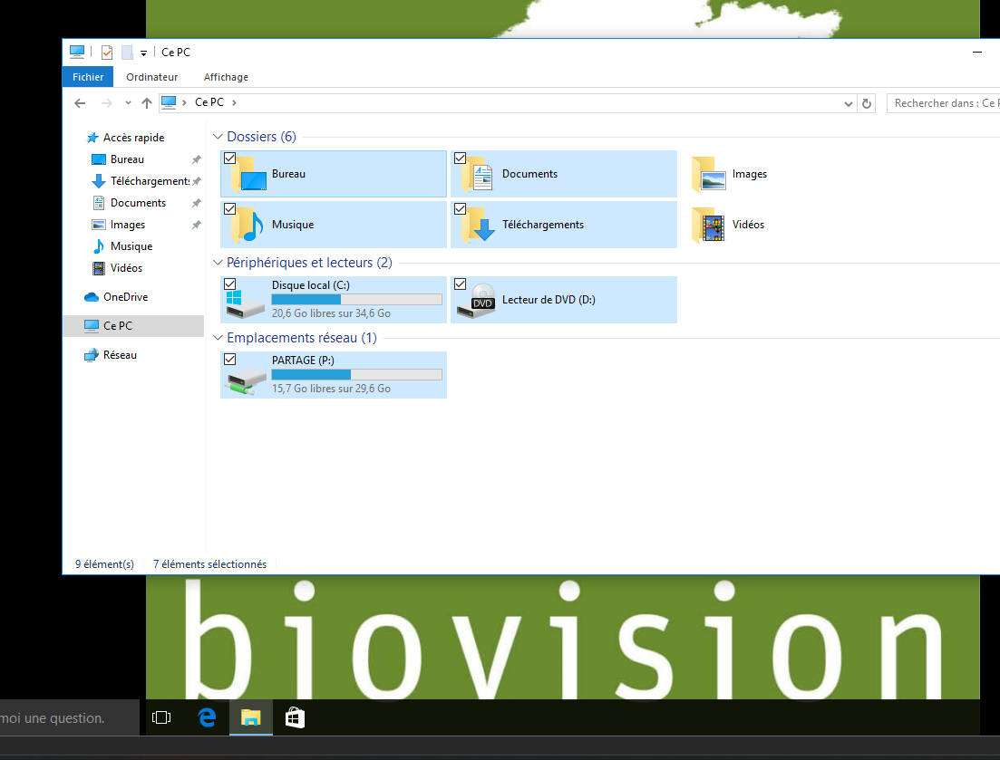 Ce PC
Fichier Ordinateur Affichage
Ce PC Rechercher dans : Ce P
Accès rapide
Bureau
Téléchargements
Documents
Images
Musique
Vidéos
OneDrive
Ce PC
Réseau
Dossiers (6)
Bureau Documents Images
Musique Téléchargements Vidéos
Périphériques et lecteurs (2)
Disque local (C:)
20,6 Go libres sur 34,6 Go
DVD Lecteur de DVD (D:)
Emplacements réseau (1)
PARTAGE (P:)
15,7 Go libres sur 29,6 Go
9 élément(s) 7 éléments sélectionnés
biovision
moi une question.